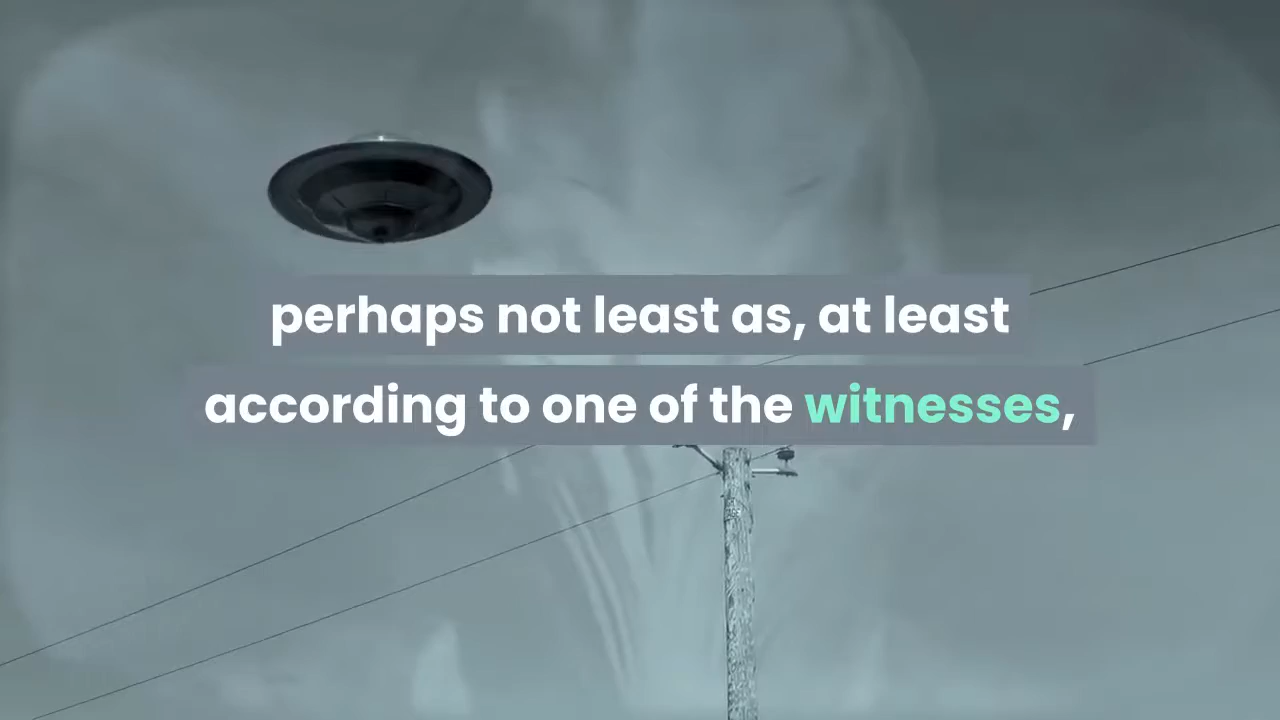 perhaps not least as, at least
according to one of the witnesses,